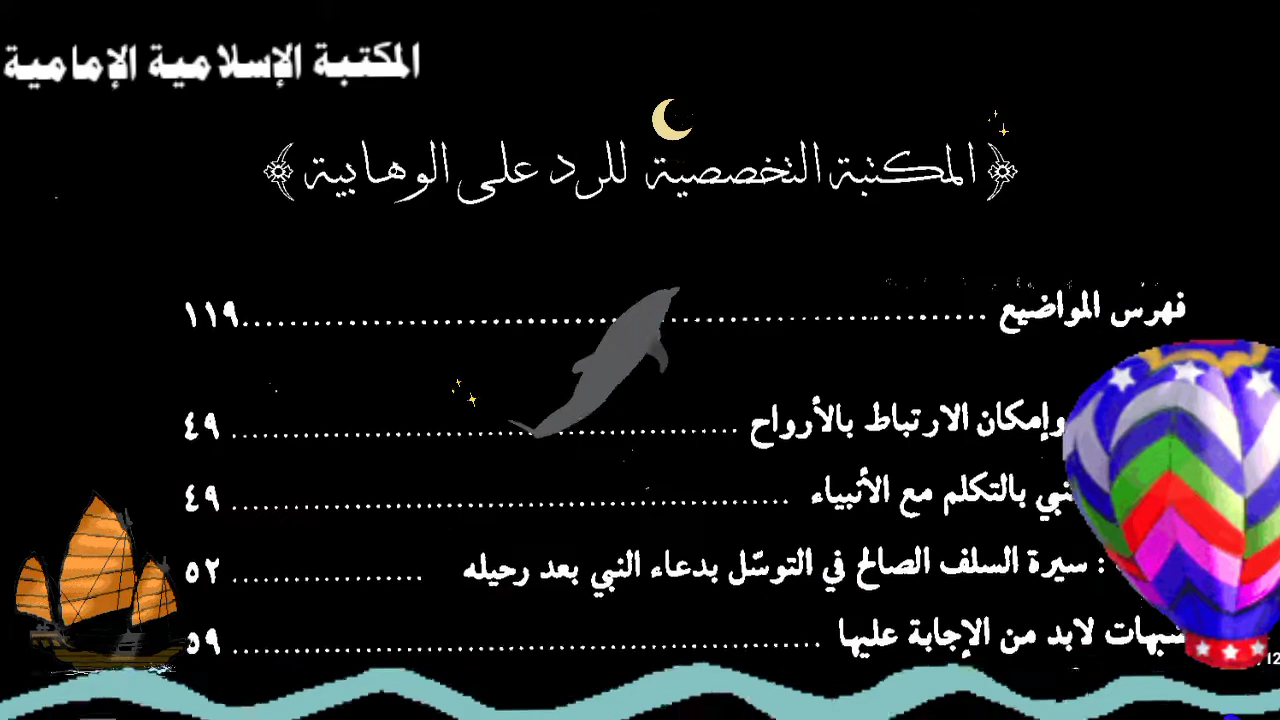 المكتبة الإسلامية الإمامية
﴿المكتبة التخصصية للرد على الوهابية﴾
فهرس المواضيع ........ ١١٩
وإمكان الارتباط بالأرواح ........ ٤٩
بالتكلم مع الأنبياء ........ ٤٩
: سيرة السلف الصالح في التوسّل بدعاء النبي بعد رحيله ........ ٥٢
شبهات لابد من الإجابة عليها ........ ٥٩